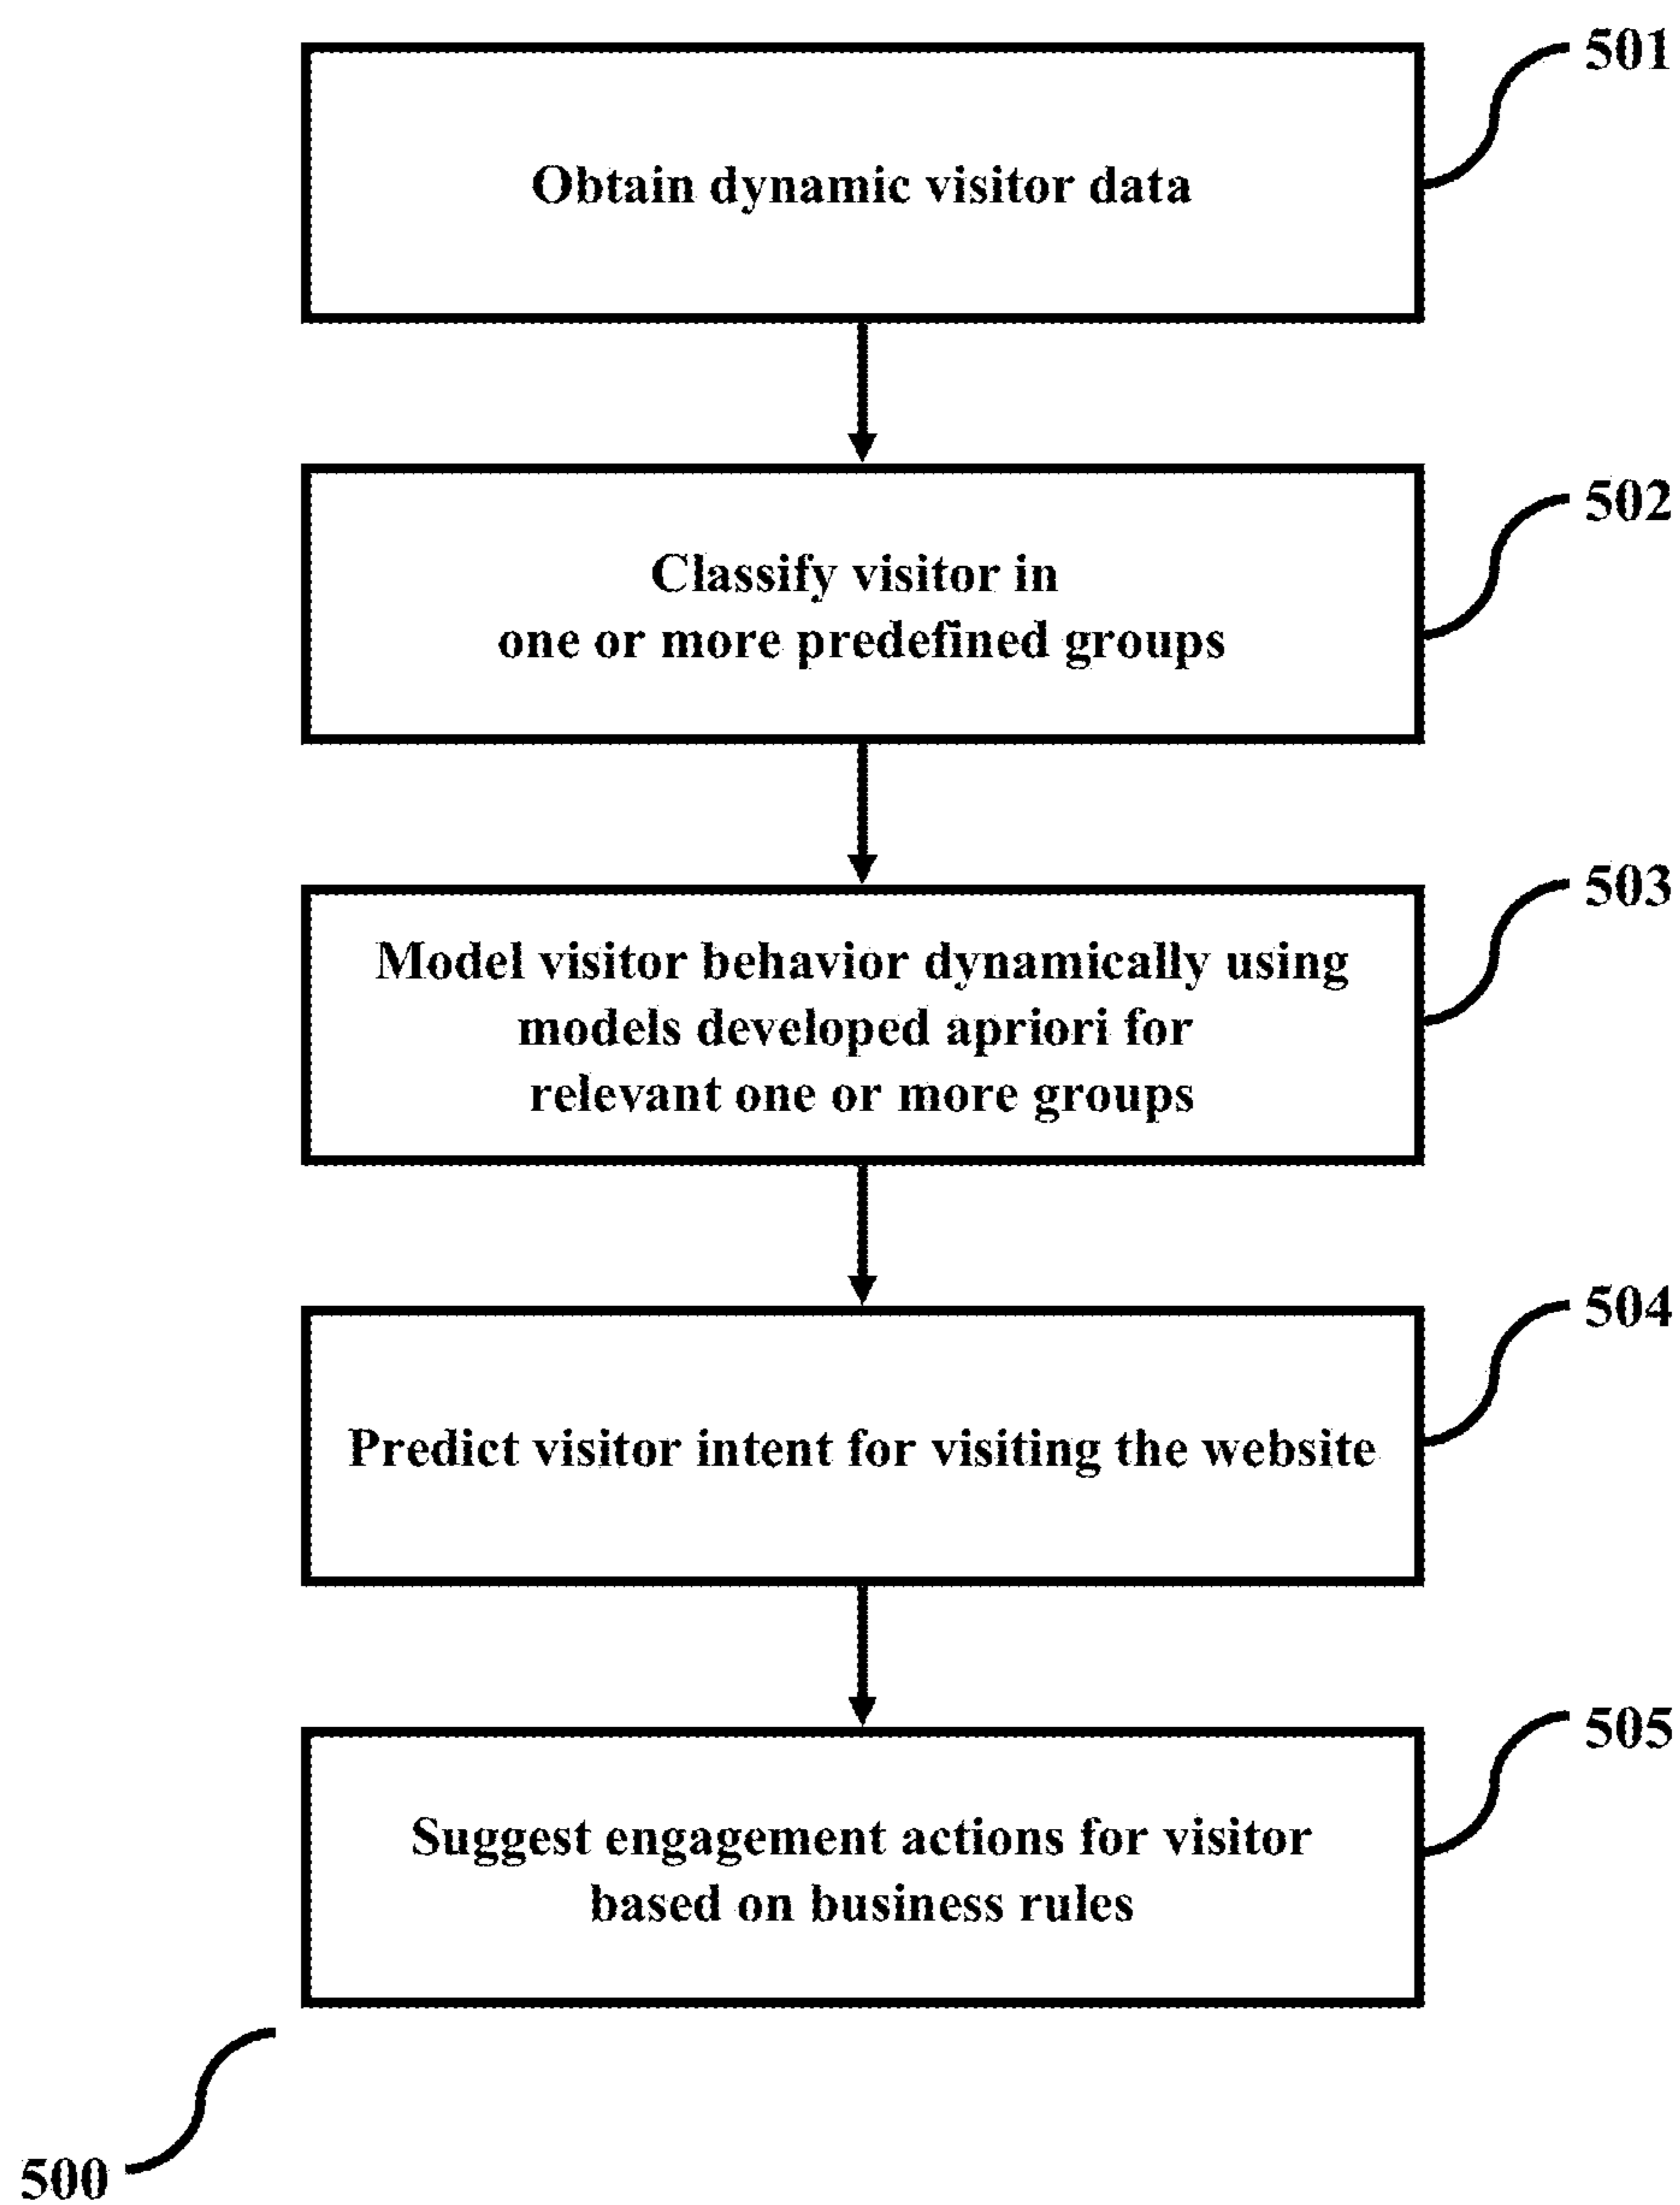 501
Obtain dynamic visitor data
502
Classify visitor in
one or more predefined groups
503
Model visitor behavior dynamically using
models developed apriori for
relevant one or more groups
504
Predict visitor intent for visiting the website
505
Suggest engagement actions for visitor
based on business rules
500